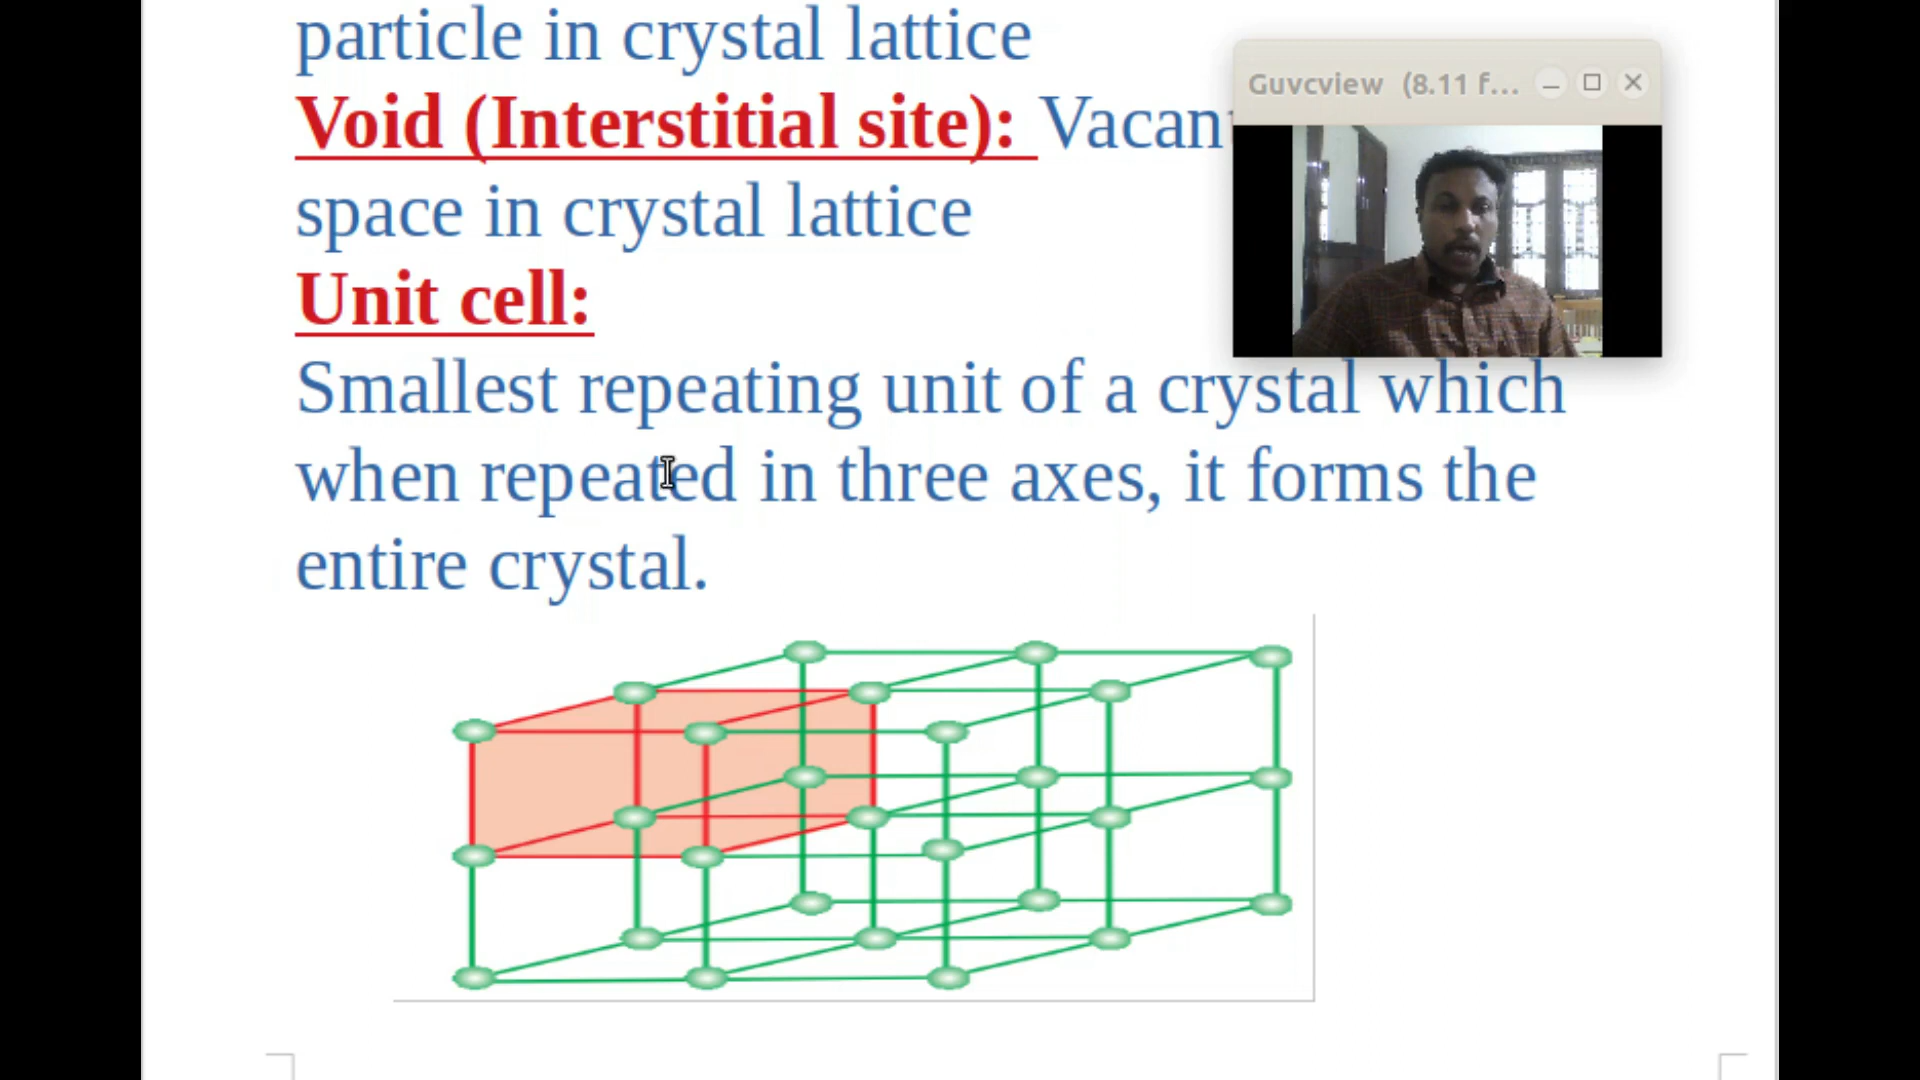 particle in crystal lattice
Void (Interstitial site): Vacant
space in crystal lattice
Unit cell:
Smallest repeating unit of a crystal which
when repeated in three axes, it forms the
entire crystal.
Guvcview (8.11 f...